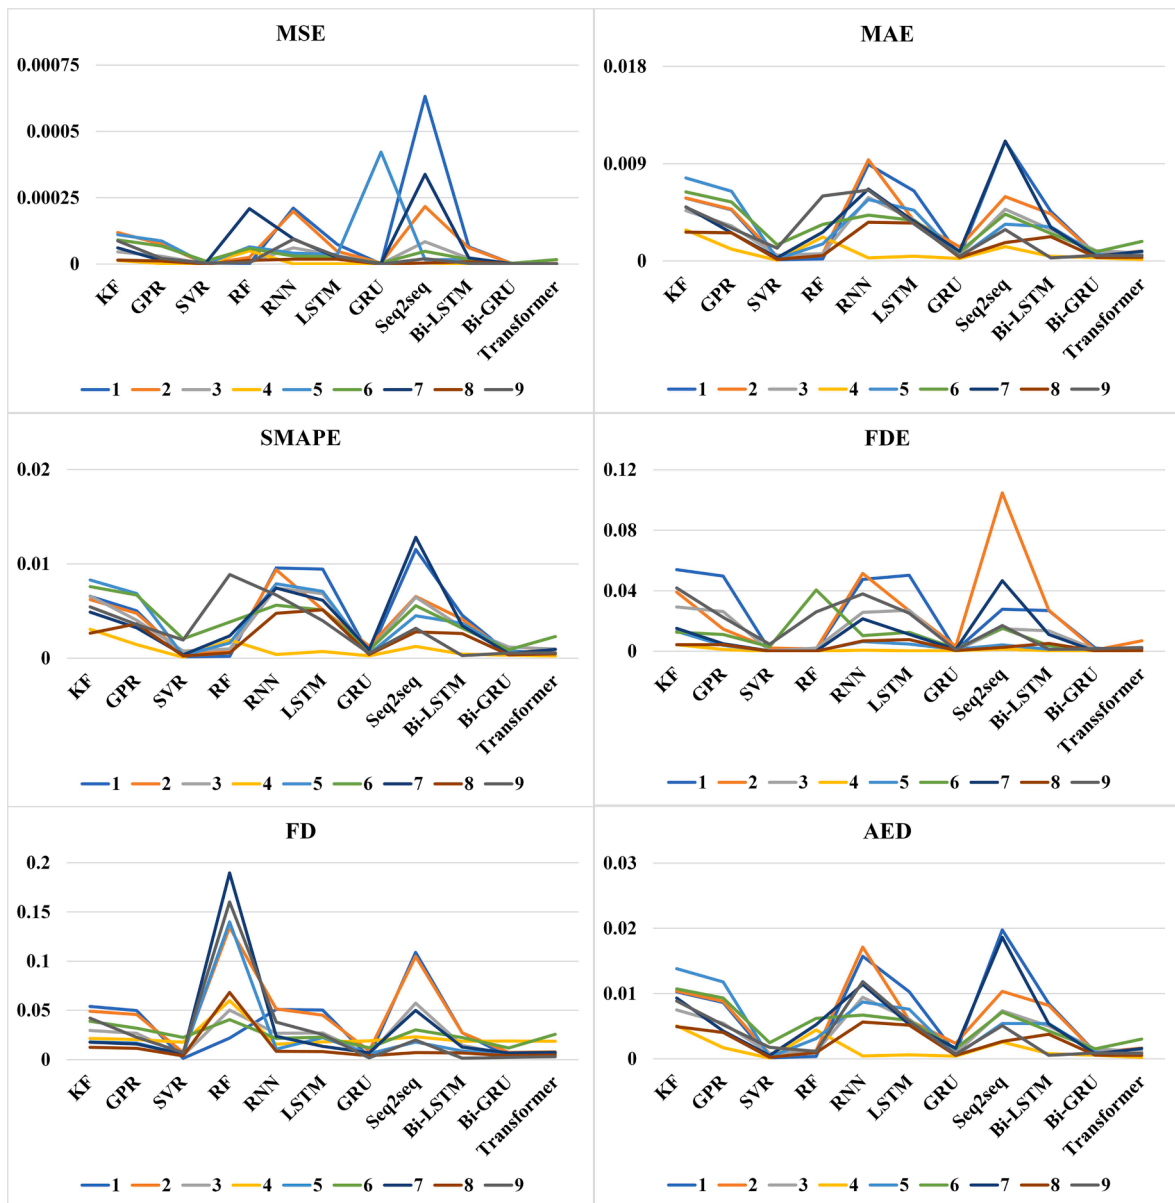 MSE
0.00075
0.0005
0.00025
0
KF GPR SVR RF RNN LSTM GRU Seq2seq Bi-LSTM Bi-GRU Transformer
1 2 3 4 5 6 7 8 9
MAE
0.018
0.009
0
KF GPR SVR RF RNN LSTM GRU Seq2seq Bi-LSTM Bi-GRU Transformer
1 2 3 4 5 6 7 8 9
SMAPE
0.02
0.01
0
KF GPR SVR RF RNN LSTM GRU Seq2seq Bi-LSTM Bi-GRU Transformer
1 2 3 4 5 6 7 8 9
FDE
0.12
0.08
0.04
0
KF GPR SVR RF RNN LSTM GRU Seq2seq Bi-LSTM Bi-GRU Transsformer
1 2 3 4 5 6 7 8 9
FD
0.2
0.15
0.1
0.05
0
KF GPR SVR RF RNN LSTM GRU Seq2seq Bi-LSTM Bi-GRU Transformer
1 2 3 4 5 6 7 8 9
AED
0.03
0.02
0.01
0
KF GPR SVR RF RNN LSTM GRU Seq2seq Bi-LSTM Bi-GRU Transformer
1 2 3 4 5 6 7 8 9